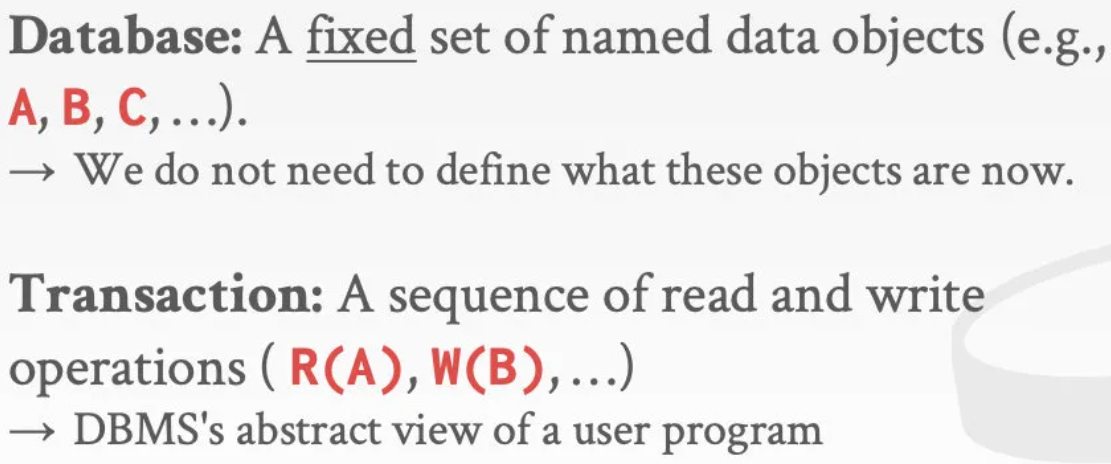 Database: A fixed set of named data objects (e.g.,
A, B, C, …).
→ We do not need to define what these objects are now.
Transaction: A sequence of read and write
operations ( R(A), W(B), …)
→ DBMS's abstract view of a user program